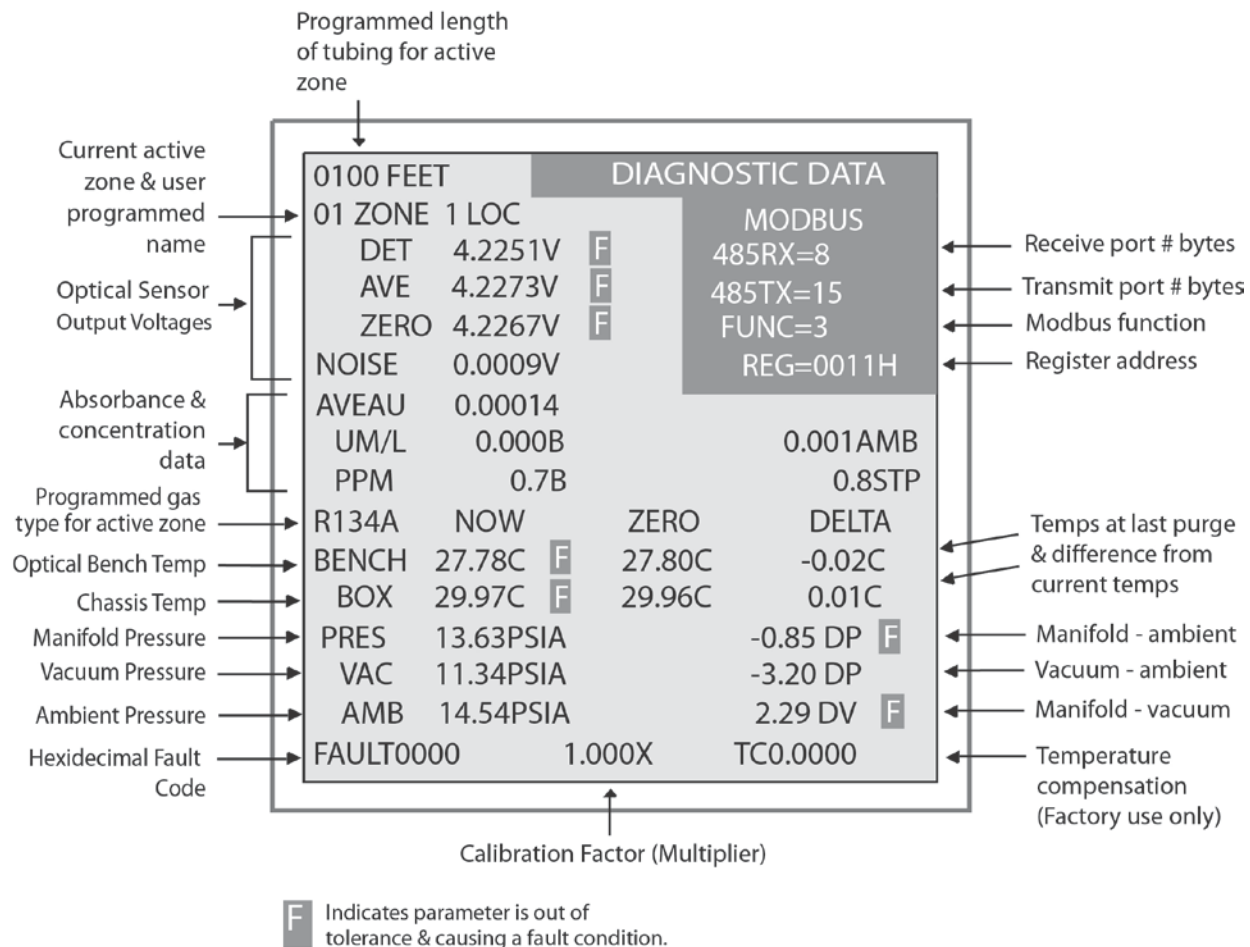 Programmed length
of tubing for active
zone
Current active
zone & user
programmed
name
Optical Sensor
Output Voltages
Absorbance &
concentration
data
Programmed gas
type for active zone
Optical Bench Temp
Chassis Temp
Manifold Pressure
Vacuum Pressure
Ambient Pressure
Hexidecimal Fault
Code
0100 FEET DIAGNOSTIC DATA
01 ZONE 1 LOC MODBUS
DET 4.2251V F 485RX=8
AVE 4.2273V F 485TX=15
ZERO 4.2267V F FUNC=3
NOISE 0.0009V REG=0011H
AVEAU 0.00014
UM/L 0.000B 0.001AMB
PPM 0.7B 0.8STP
R134A NOW ZERO DELTA
BENCH 27.78C F 27.80C -0.02C
BOX 29.97C F 29.96C 0.01C
PRES 13.63PSIA -0.85 DP F
VAC 11.34PSIA -3.20 DP
AMB 14.54PSIA 2.29 DV F
FAULT0000 1.000X TC0.0000
Receive port # bytes
Transmit port # bytes
Modbus function
Register address
Temps at last purge
& difference from
current temps
Manifold - ambient
Vacuum - ambient
Manifold - vacuum
Temperature
compensation
(Factory use only)
Calibration Factor (Multiplier)
F Indicates parameter is out of
tolerance & causing a fault condition.